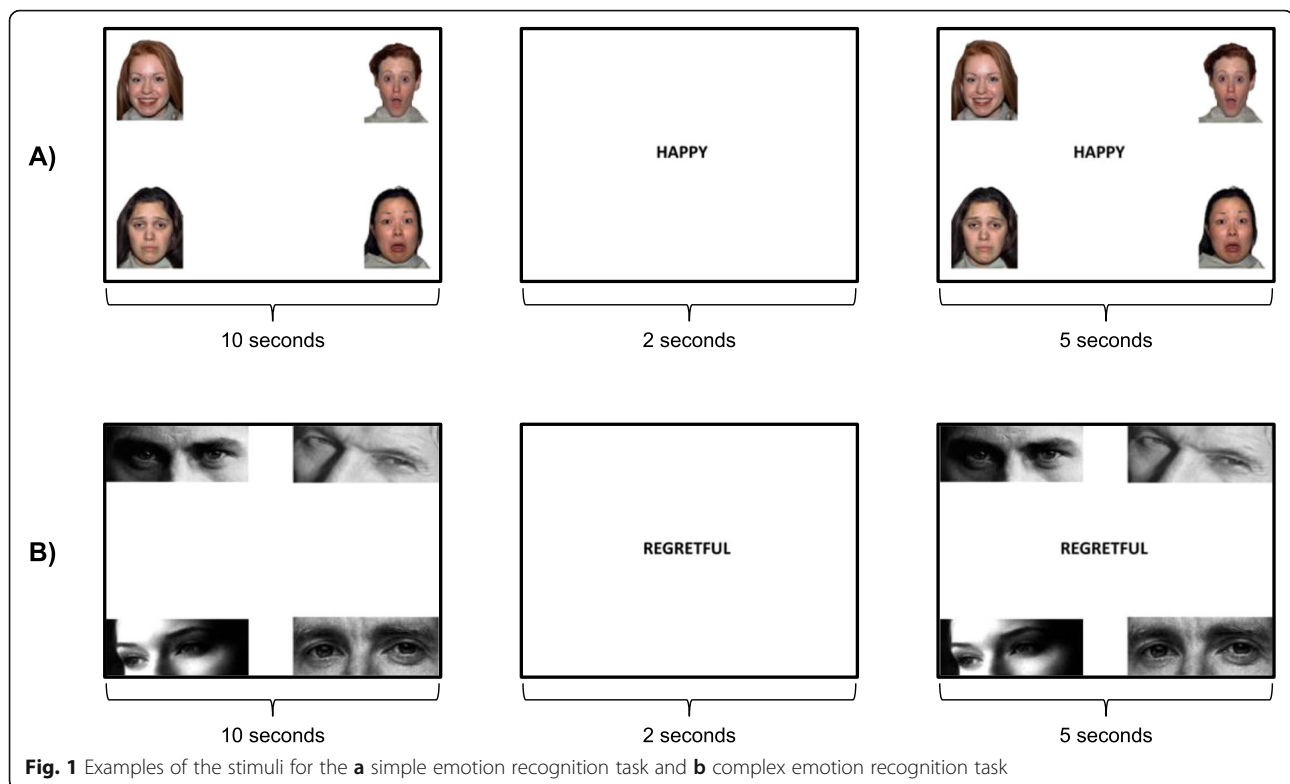 A)
HAPPY
HAPPY
10 seconds
2 seconds
5 seconds
B)
REGRETFUL
REGRETFUL
10 seconds
2 seconds
5 seconds
Fig. 1 Examples of the stimuli for the a simple emotion recognition task and b complex emotion recognition task